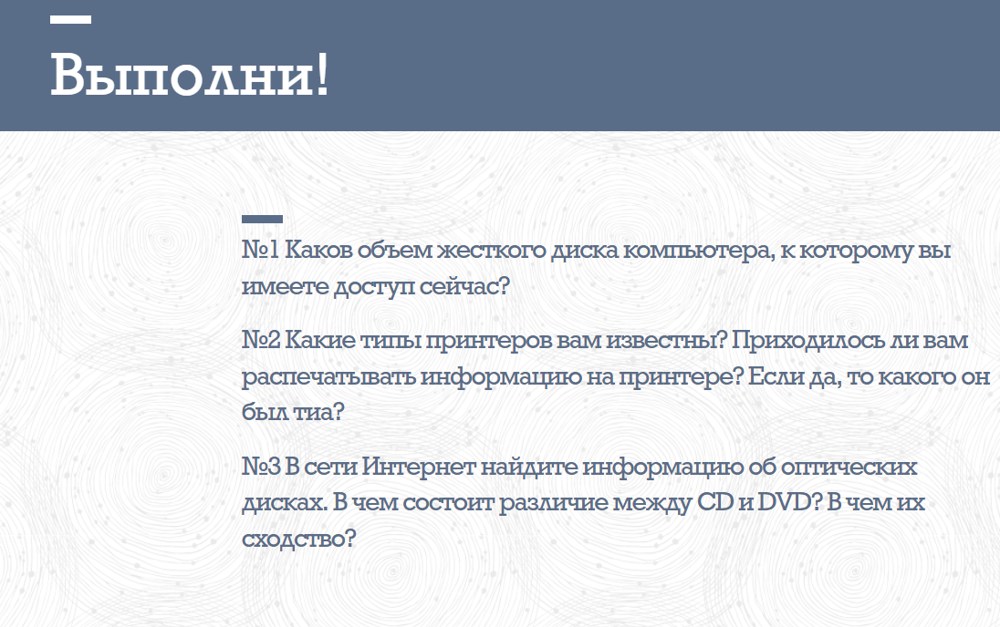 Выполни!
№1 Каков объем жесткого диска компьютера, к которому вы
имеете доступ сейчас?
№2 Какие типы принтеров вам известны? Приходилось ли вам
распечатывать информацию на принтере? Если да, то какого он
был тиа?
№3 В сети Интернет найдите информацию об оптических
дисках. В чем состоит различие между CD и DVD? В чем их
сходство?